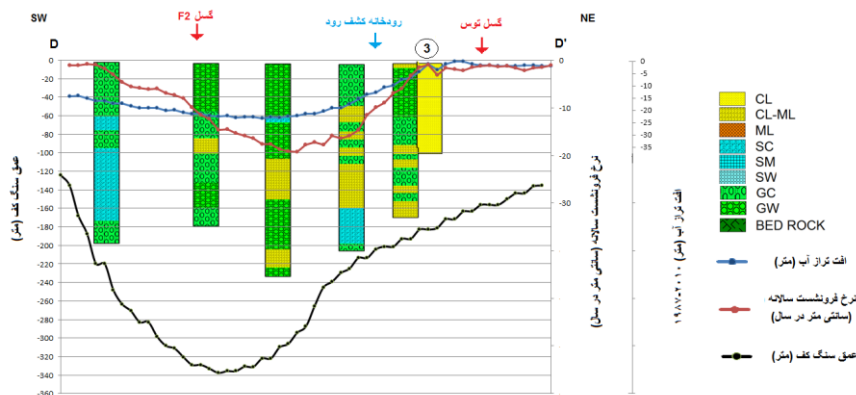 SW
گسل F2
رودخانه کشف رود
گسل توس
NE
D
3
D'
0
-20
-40
-60
-80
-100
-120
-140
-160
-180
-200
-220
-240
-260
-280
-300
-320
-340
-360
عمق سنگ کف (متر)
0
-10
-20
-30
نرخ فرونشست سالانه (سانتی متر در سال)
0
-5
-10
-15
-20
-25
-30
-35
افت تراز آب (متر) ۱۹۸۷-۲۰۱۰
CL
CL-ML
ML
SC
SM
SW
GC
GW
BED ROCK
افت تراز آب (متر)
نرخ فرونشست سالانه
(سانتی متر در سال)
عمق سنگ کف (متر)